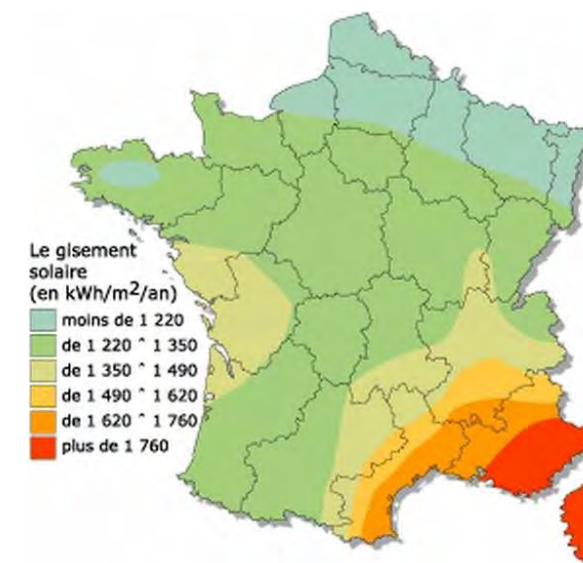 Le gisement
solaire
(en kWh/m²/an)
moins de 1 220
de 1 220 ^ 1 350
de 1 350 ^ 1 490
de 1 490 ^ 1 620
de 1 620 ^ 1 760
plus de 1 760